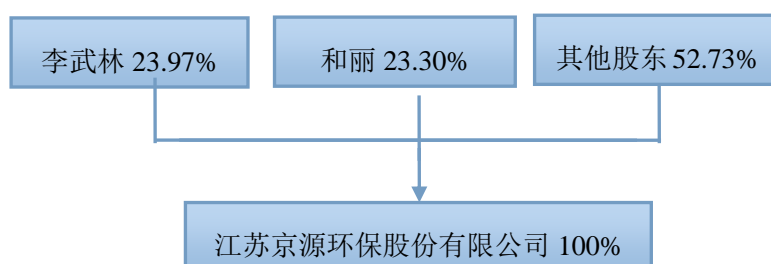 李武林 23.97%
和丽 23.30%
其他股东 52.73%
江苏京源环保股份有限公司 100%